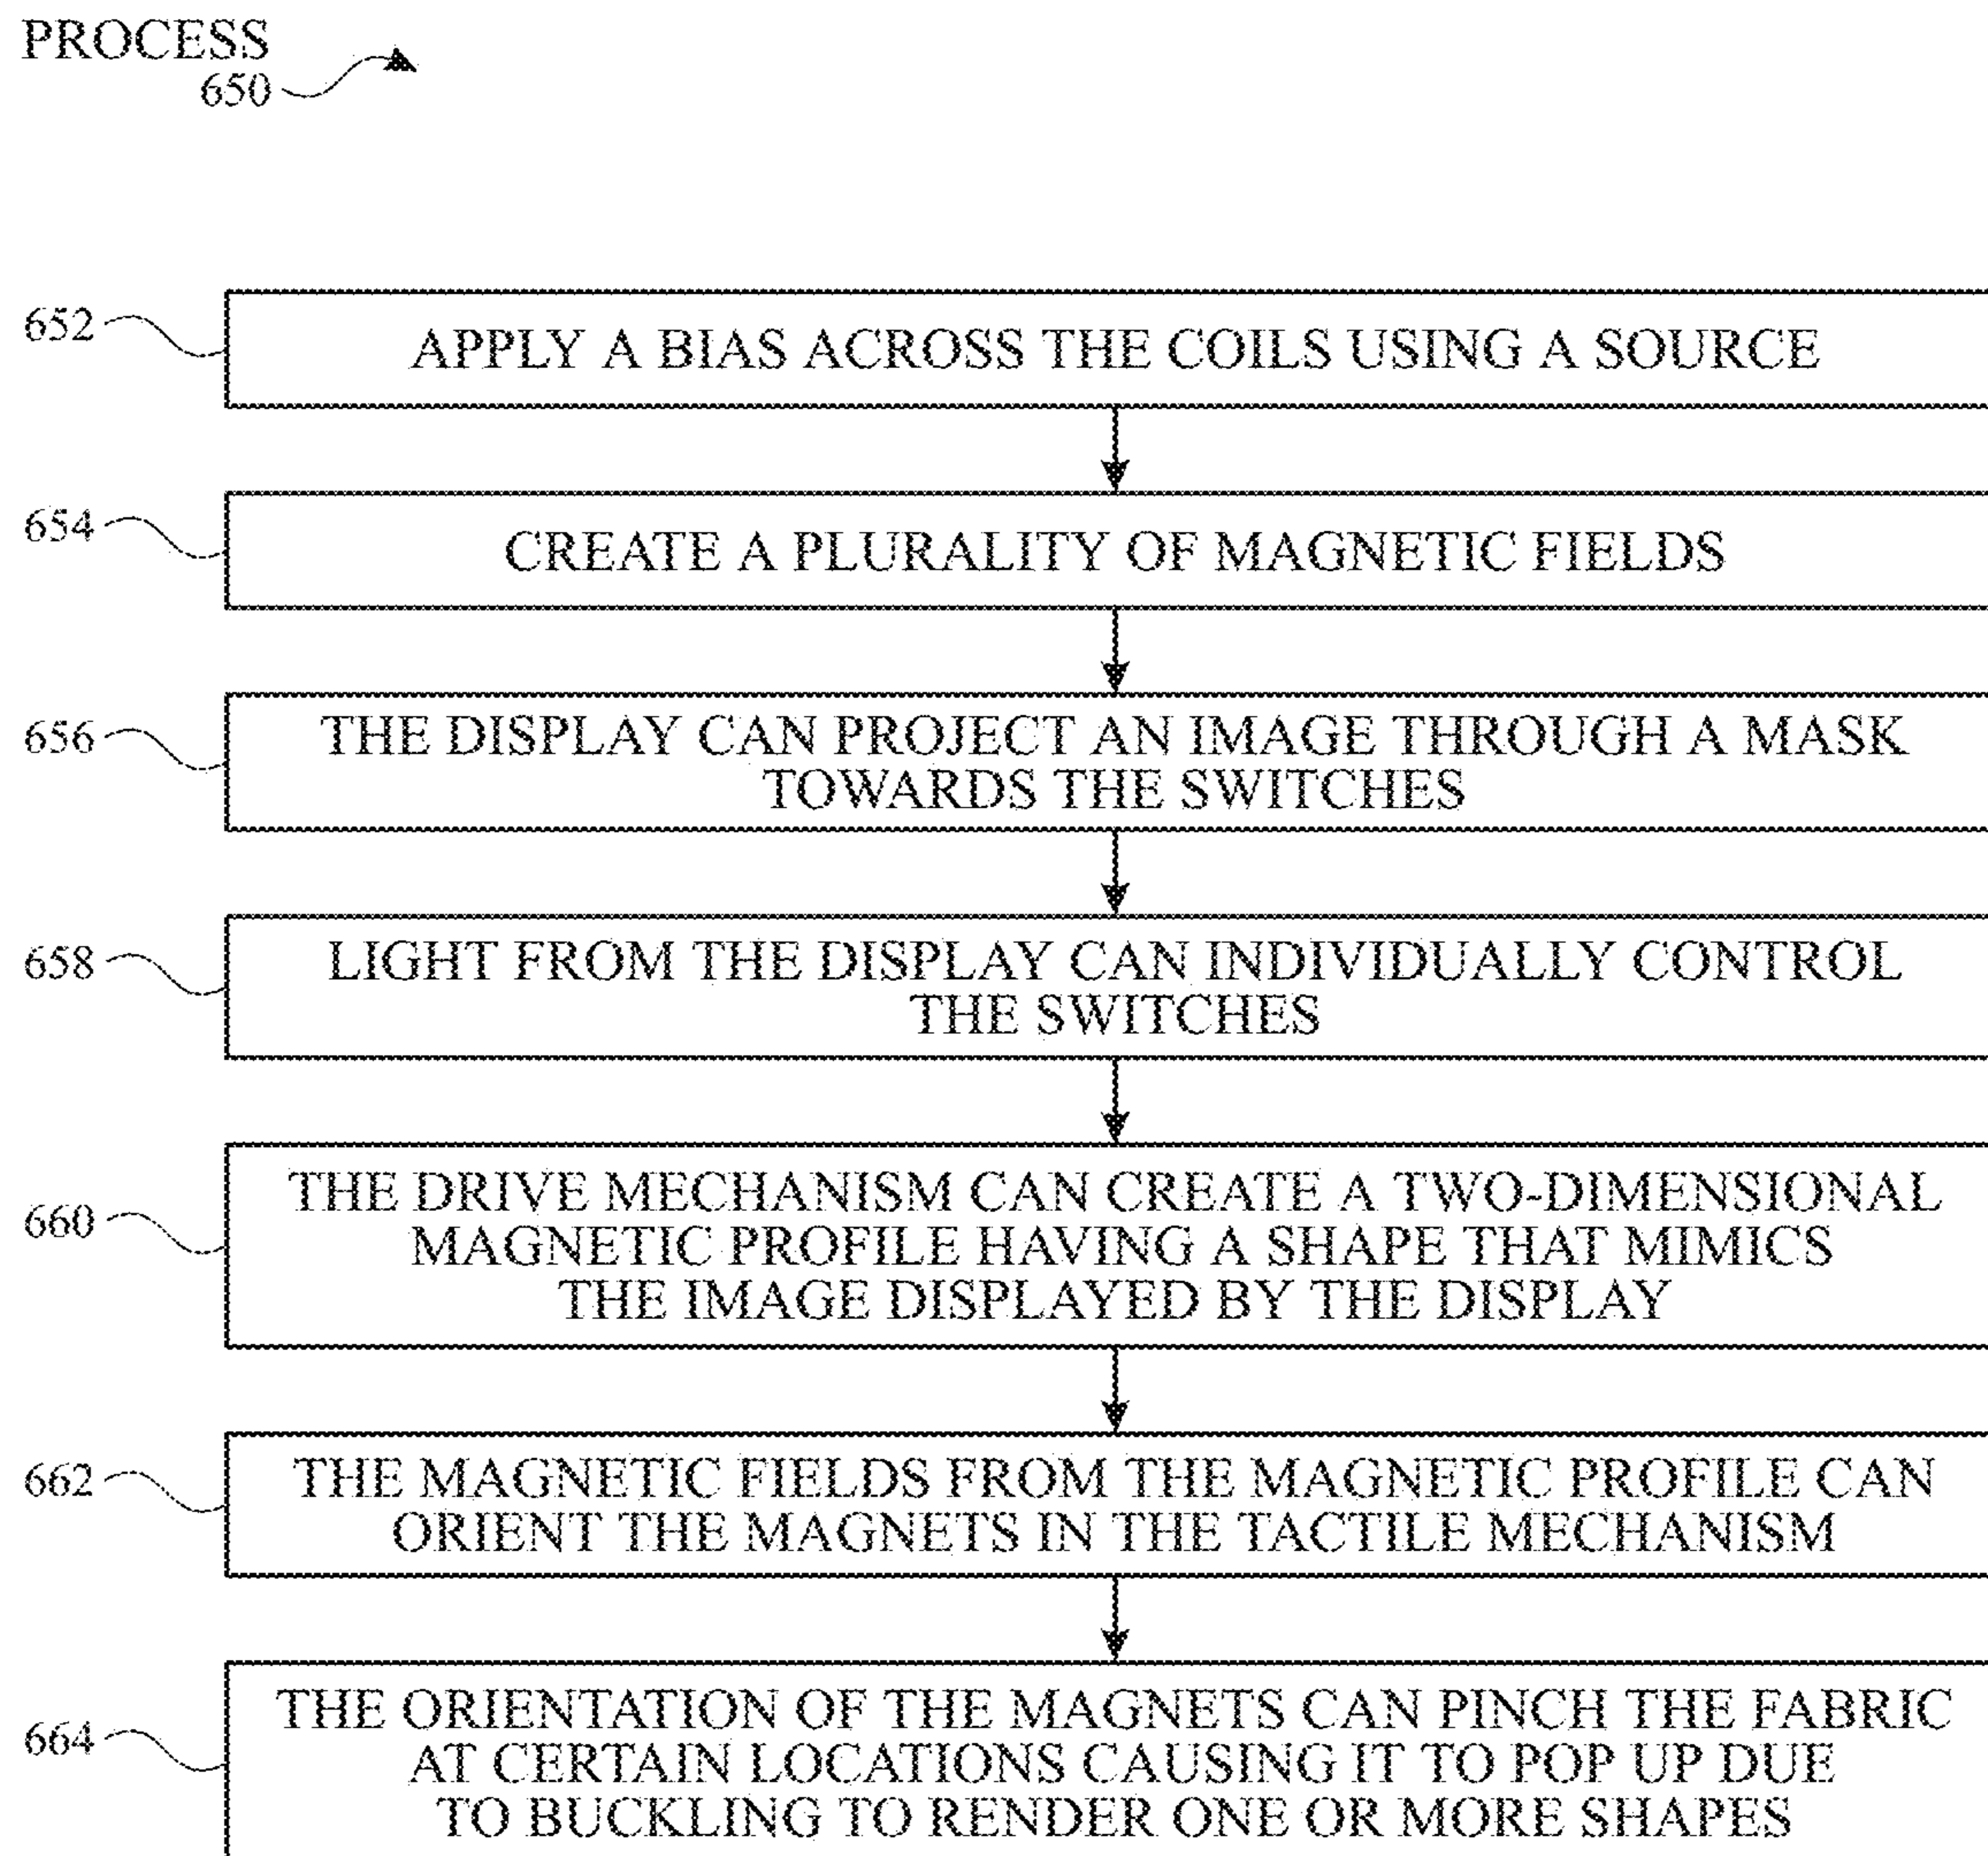 PROCESS
650
652
APPLY A BIAS ACROSS THE COILS USING A SOURCE
654
CREATE A PLURALITY OF MAGNETIC FIELDS
656
THE DISPLAY CAN PROJECT AN IMAGE THROUGH A MASK
TOWARDS THE SWITCHES
658
LIGHT FROM THE DISPLAY CAN INDIVIDUALLY CONTROL
THE SWITCHES
660
THE DRIVE MECHANISM CAN CREATE A TWO-DIMENSIONAL
MAGNETIC PROFILE HAVING A SHAPE THAT MIMICS
THE IMAGE DISPLAYED BY THE DISPLAY
662
THE MAGNETIC FIELDS FROM THE MAGNETIC PROFILE CAN
ORIENT THE MAGNETS IN THE TACTILE MECHANISM
664
THE ORIENTATION OF THE MAGNETS CAN PINCH THE FABRIC
AT CERTAIN LOCATIONS CAUSING IT TO POP UP DUE
TO BUCKLING TO RENDER ONE OR MORE SHAPES